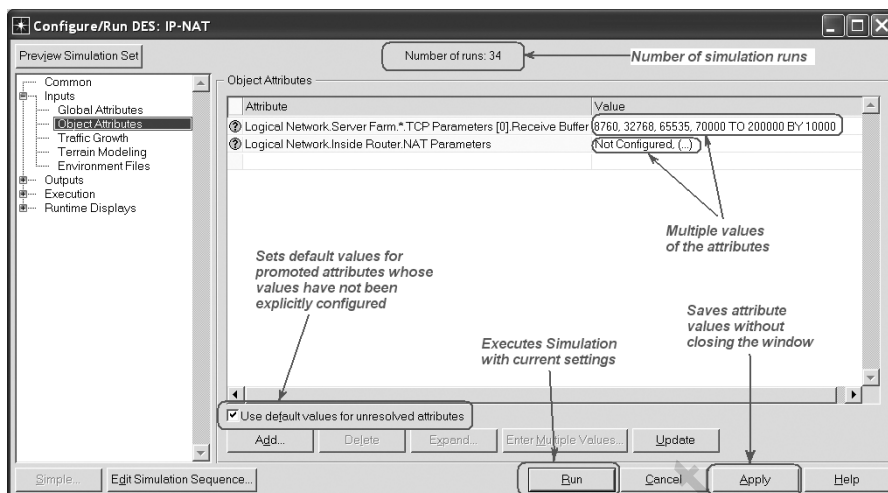 Configure/Run DES: IP-NAT
Preview Simulation Set
Number of runs: 34
Number of simulation runs
Common
Inputs
Global Attributes
Object Attributes
Traffic Growth
Terrain Modeling
Environment Files
Outputs
Execution
Runtime Displays
Object Attributes
Attribute Value
Logical Network.Server Farm.*.TCP Parameters [0].Receive Buffer 8760, 32768, 65535, 70000 TO 200000 BY 10000
Logical Network.Inside Router.NAT Parameters Not Configured, (...)
Multiple values
of the attributes
Sets default values for
promoted attributes whose
values have not been
explicitly configured
Executes Simulation
with current settings
Saves attribute
values without
closing the window
Use default values for unresolved attributes
Add... Delete Expand... Enter Multiple Values... Update
Simple... Edit Simulation Sequence... Run Cancel Apply Help